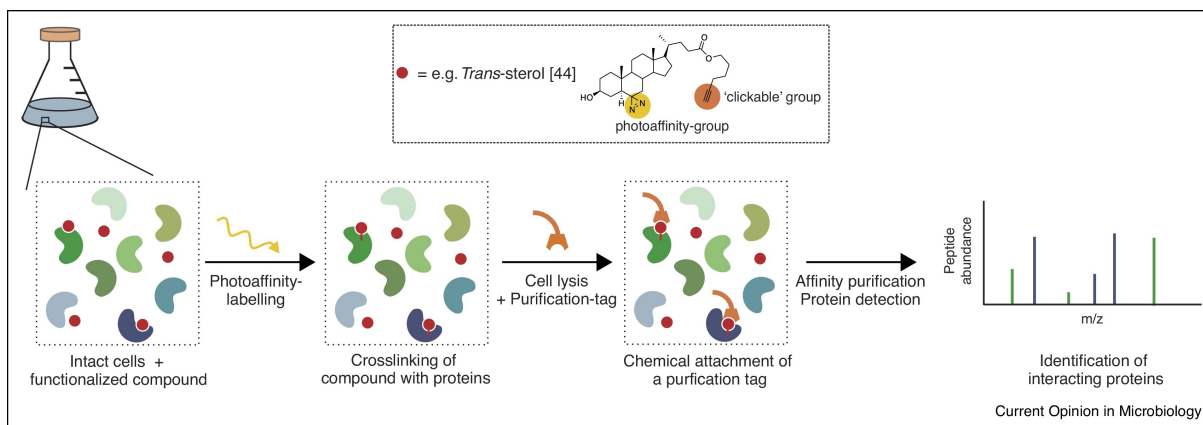 = e.g. Trans-sterol [44]
O
O
HO
H
N
N
'clickable' group
photoaffinity-group
Photoaffinity-
labelling
Cell lysis
+ Purification-tag
Affinity purification
Protein detection
Peptide
abundance
m/z
Intact cells +
functionalized compound
Crosslinking of
compound with proteins
Chemical attachment of
a purfication tag
Identification of
interacting proteins
Current Opinion in Microbiology